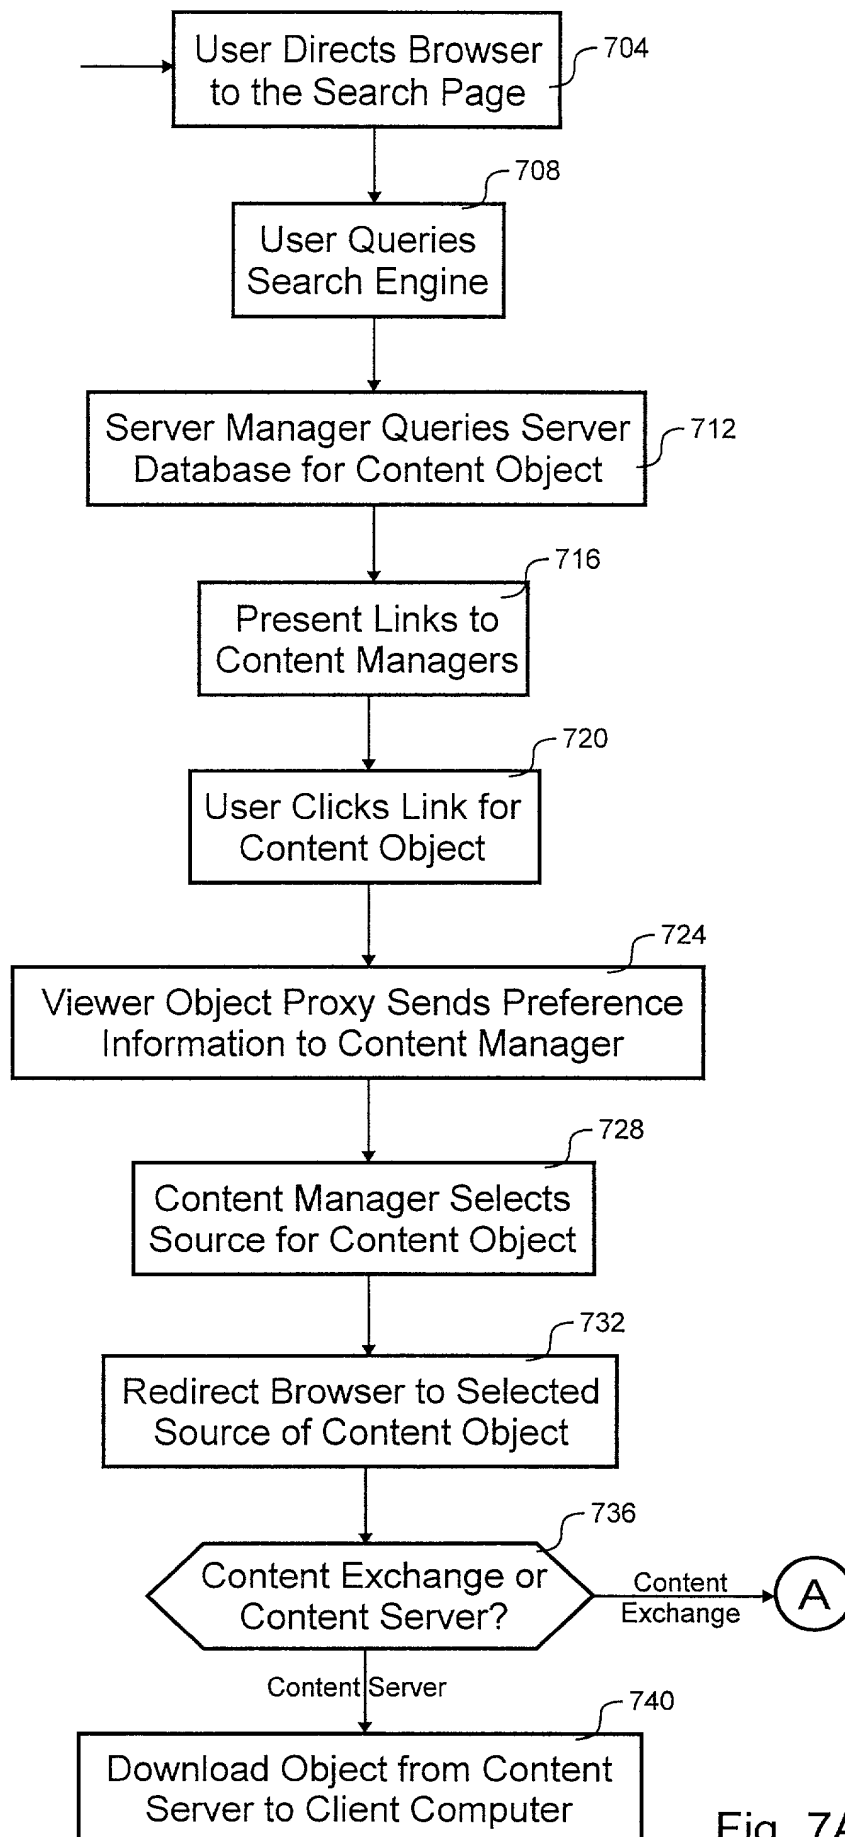 User Directs Browser
to the Search Page
704
708
User Queries
Search Engine
Server Manager Queries Server
Database for Content Object
712
716
Present Links to
Content Managers
720
User Clicks Link for
Content Object
724
Viewer Object Proxy Sends Preference
Information to Content Manager
728
Content Manager Selects
Source for Content Object
732
Redirect Browser to Selected
Source of Content Object
736
Content Exchange or
Content Server?
Content
Exchange
A
Content Server
740
Download Object from Content
Server to Client Computer
Fig. 7A